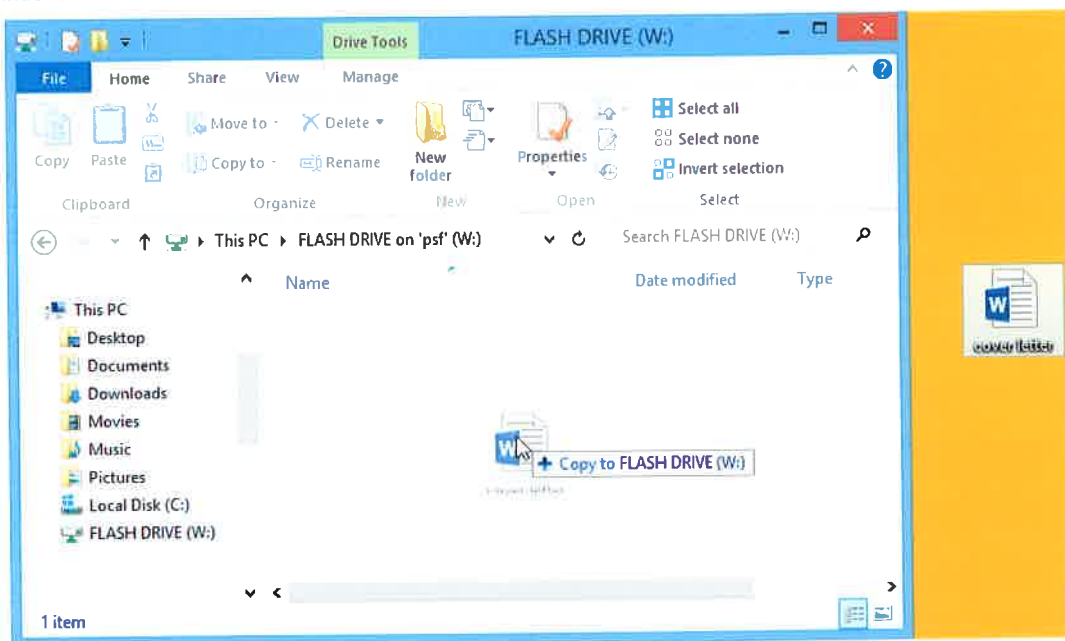 Drive Tools FLASH DRIVE (W:)
File Home Share View Manage
Move to Delete Select all
Select none
Copy Paste Copy to Rename New folder Properties Invert selection
Clipboard Organize New Open Select
This PC FLASH DRIVE on 'psf' (W:) Search FLASH DRIVE (W:)
Name Date modified Type
This PC
Desktop
Documents
Downloads
Movies
Music
Pictures
Local Disk (C:)
FLASH DRIVE (W:)
W
cover letter
W
+ Copy to FLASH DRIVE (W:)
cover letter
1 item